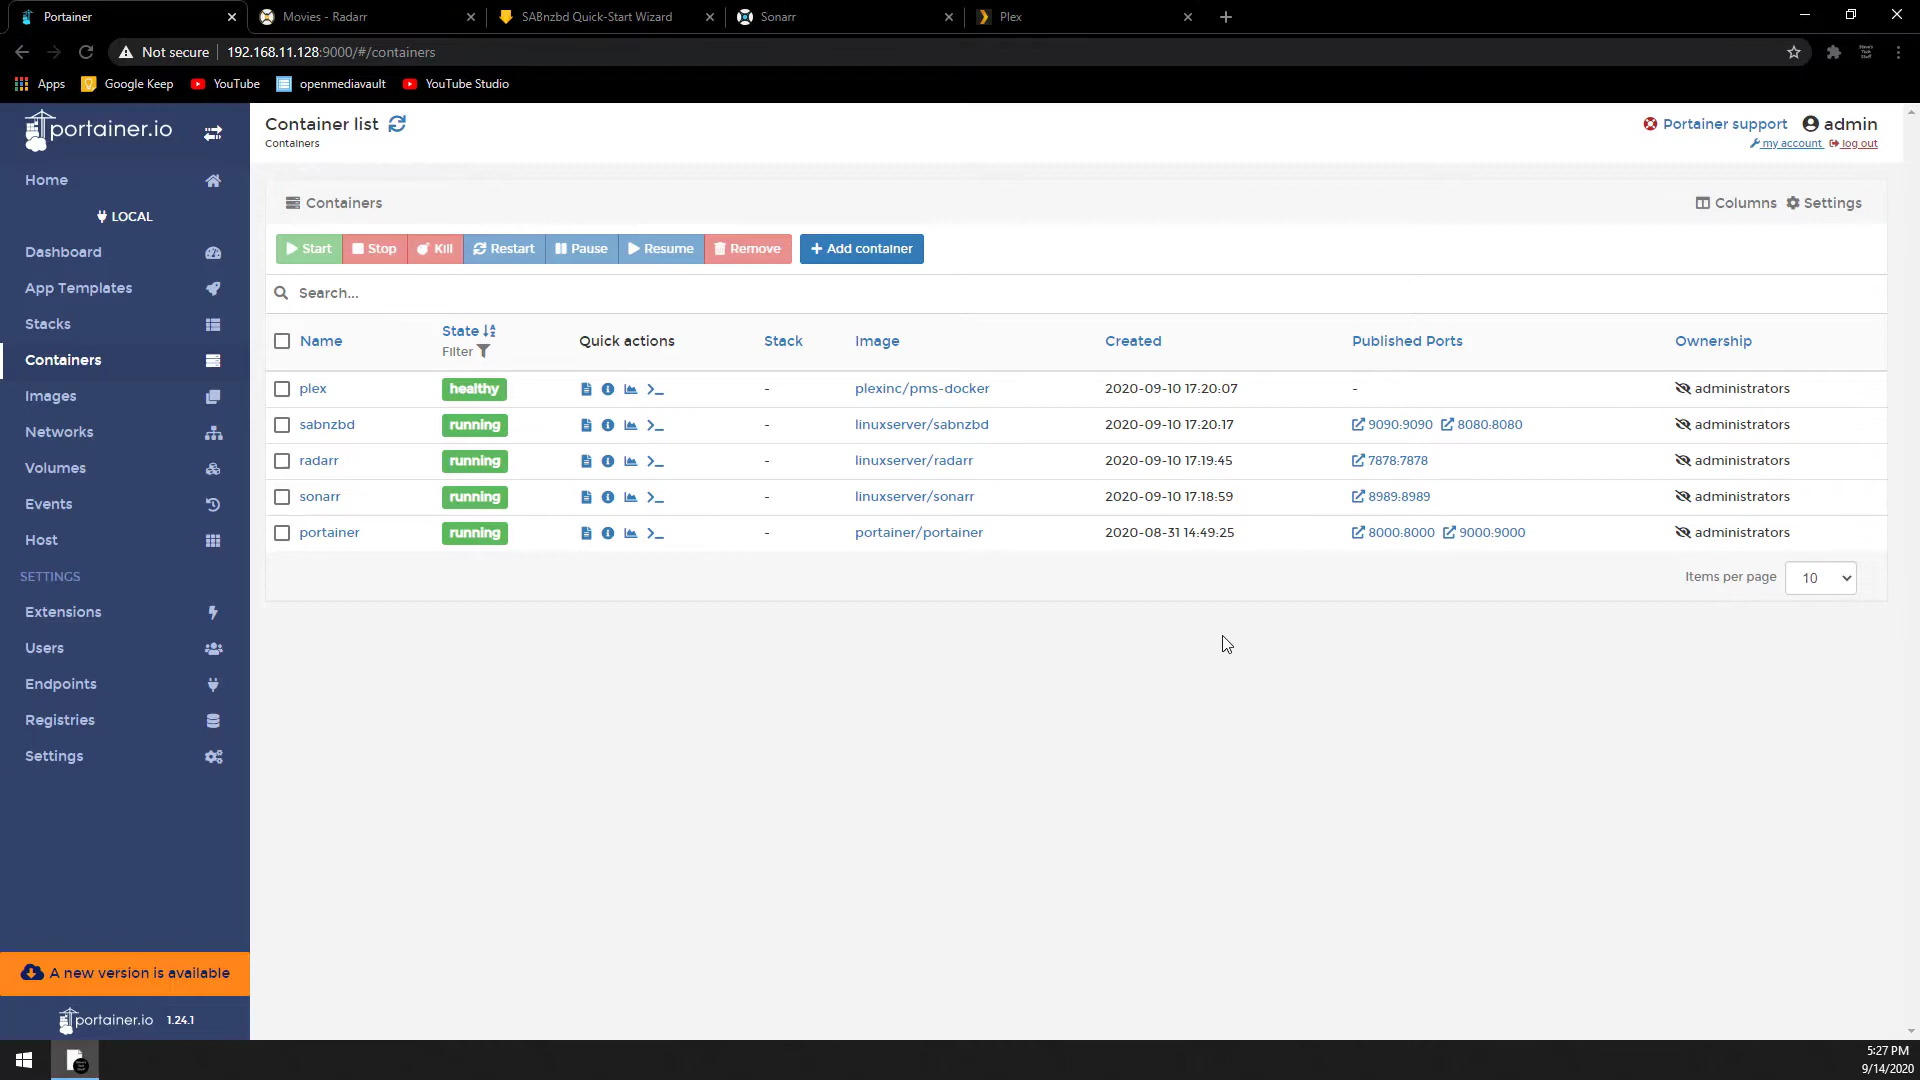 Portainer
Movies - Radarr
SABnzbd Quick-Start Wizard
Sonarr
Plex
Not secure
192.168.11.128:9000/#/containers
Apps
Google Keep
YouTube
openmediavault
YouTube Studio
portainer.io
Home
LOCAL
Dashboard
App Templates
Stacks
Containers
Images
Networks
Volumes
Events
Host
SETTINGS
Extensions
Users
Endpoints
Registries
Settings
A new version is available
portainer.io 1.24.1
Container list
Containers
Portainer support
admin
my account
log out
Containers
Columns
Settings
Start
Stop
Kill
Restart
Pause
Resume
Remove
+ Add container
Search...
Name State Quick actions Stack Image Created Published Ports Ownership
Filter
plex healthy - plexinc/pms-docker 2020-09-10 17:20:07 - administrators
sabnzbd running - linuxserver/sabnzbd 2020-09-10 17:20:17 9090:9090 8080:8080 administrators
radarr running - linuxserver/radarr 2020-09-10 17:19:45 7878:7878 administrators
sonarr running - linuxserver/sonarr 2020-09-10 17:18:59 8989:8989 administrators
portainer running - portainer/portainer 2020-08-31 14:49:25 8000:8000 9000:9000 administrators
Items per page 10
5:27 PM
9/14/2020